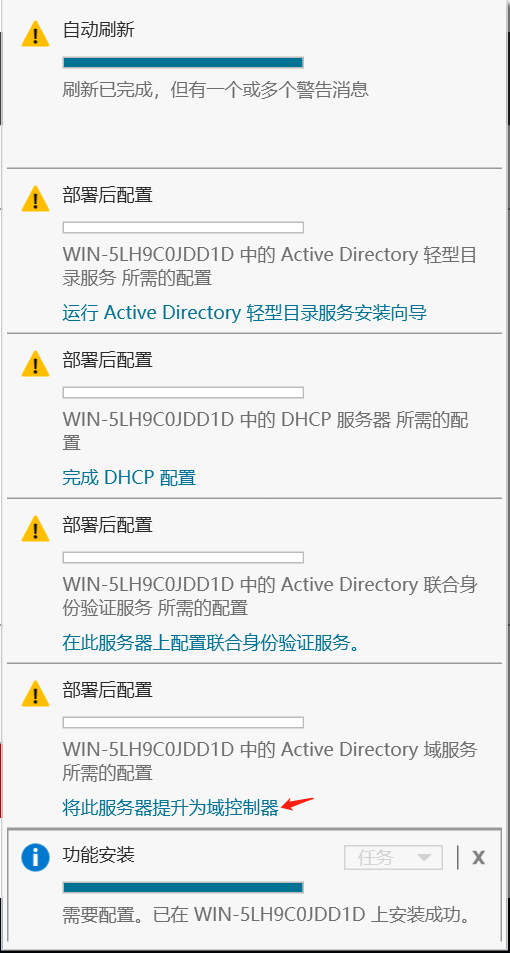 自动刷新
刷新已完成，但有一个或多个警告消息
部署后配置
WIN-5LH9C0JDD1D 中的 Active Directory 轻型目
录服务 所需的配置
运行 Active Directory 轻型目录服务安装向导
部署后配置
WIN-5LH9C0JDD1D 中的 DHCP 服务器 所需的配
置
完成 DHCP 配置
部署后配置
WIN-5LH9C0JDD1D 中的 Active Directory 联合身
份验证服务 所需的配置
在此服务器上配置联合身份验证服务。
部署后配置
WIN-5LH9C0JDD1D 中的 Active Directory 域服务
所需的配置
将此服务器提升为域控制器
功能安装 任务 X
需要配置。已在 WIN-5LH9C0JDD1D 上安装成功。